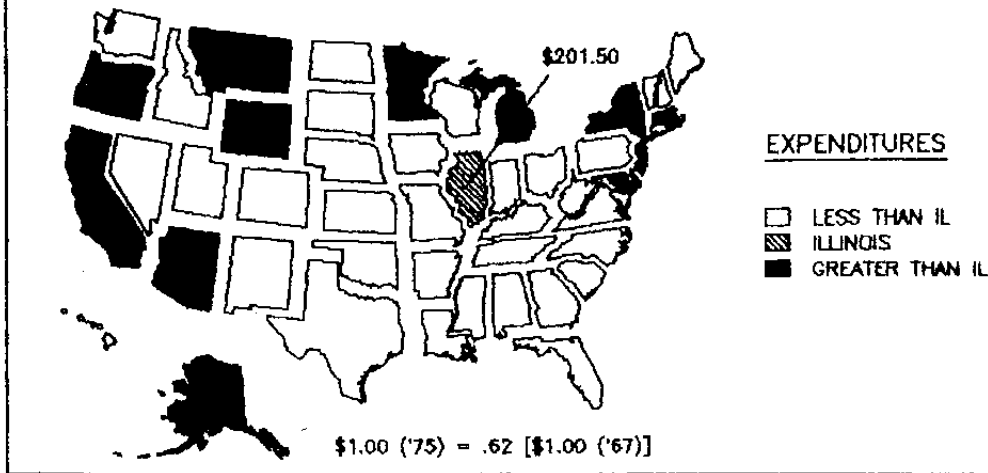 $201.50
EXPENDITURES
LESS THAN IL
ILLINOIS
GREATER THAN IL
$1.00 ('75) = .62 [$1.00 ('67)]